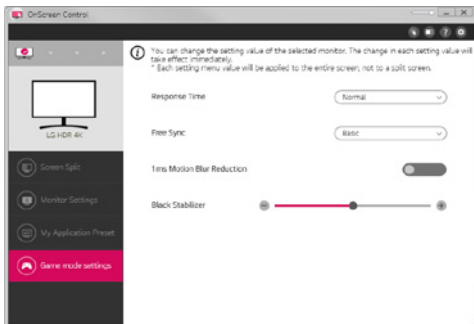 OnScreen Control
You can change the setting value of the selected monitor. The change in each setting value will
take effect immediately.
* Each setting menu value will be applied to the entire screen, not to a split screen.
LG HDR 4K
Screen Split
Monitor Settings
My Application Preset
Game mode settings
Response Time
Normal
Free Sync
Basic
1ms Motion Blur Reduction
Black Stabilizer